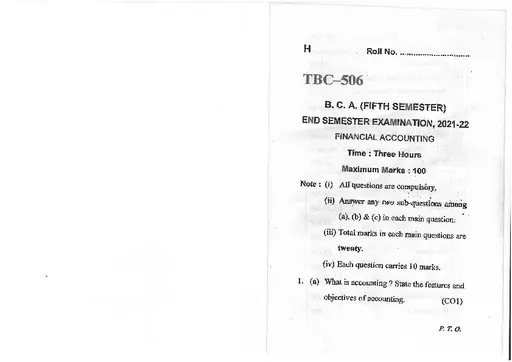 H Roll No. ..............................
TBC–506
B. C. A. (FIFTH SEMESTER)
END SEMESTER EXAMINATION, 2021-22
FINANCIAL ACCOUNTING
Time : Three Hours
Maximum Marks : 100
Note : (i) All questions are compulsory.
(ii) Answer any two sub-questions among
(a), (b) & (c) in each main question.
(iii) Total marks in each main questions are
twenty.
(iv) Each question carries 10 marks.
1. (a) What is accounting ? State the features and
objectives of accounting. (CO1)
P. T. O.